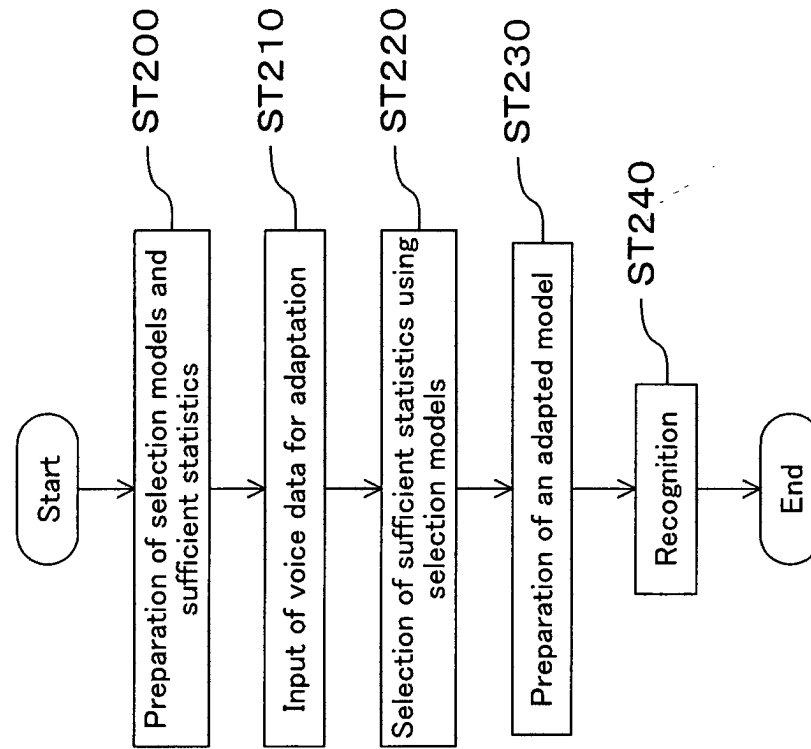 Start
Preparation of selection models and
sufficient statistics
ST200
Input of voice data for adaptation
ST210
Selection of sufficient statistics using
selection models
ST220
Preparation of an adapted model
ST230
Recognition
ST240
End